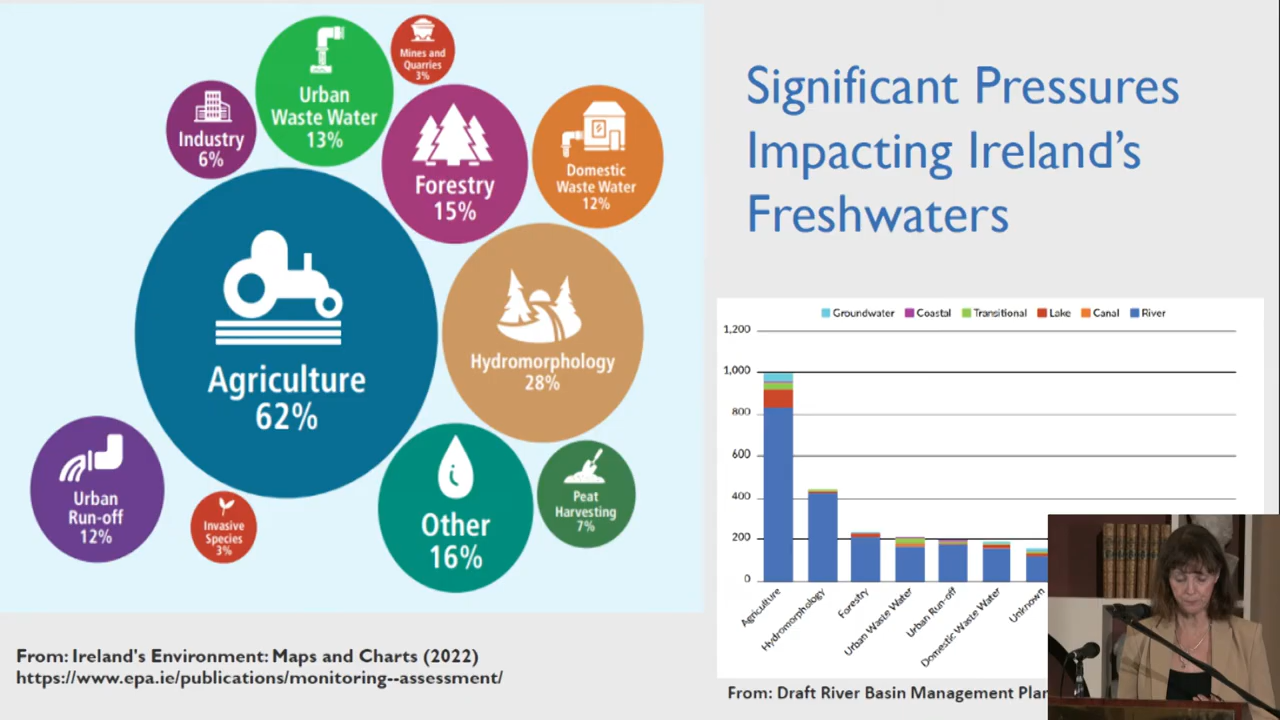 Significant Pressures
Impacting Ireland's
Freshwaters
Mines and
Quarries
3%
Urban
Waste Water
13%
Industry
6%
Forestry
15%
Domestic
Waste Water
12%
Agriculture
62%
Hydromorphology
28%
Urban
Run-off
12%
Invasive
Species
3%
Other
16%
Peat
Harvesting
7%
From: Ireland's Environment: Maps and Charts (2022)
https://www.epa.ie/publications/monitoring--assessment/
Groundwater Coastal Transitional Lake Canal River
1,200
1,000
800
600
400
200
0
Agriculture
Hydromorphology
Forestry
Urban Waste Water
Urban Run-off
Domestic Waste Water
Unknown
From: Draft River Basin Management Plan